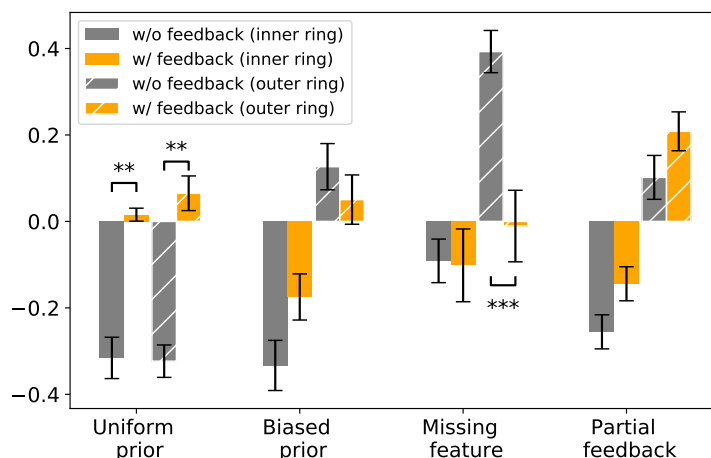 w/o feedback (inner ring)
w/ feedback (inner ring)
w/o feedback (outer ring)
w/ feedback (outer ring)
0.4
0.2
0.0
−0.2
−0.4
**
**
***
Uniform prior
Biased prior
Missing feature
Partial feedback